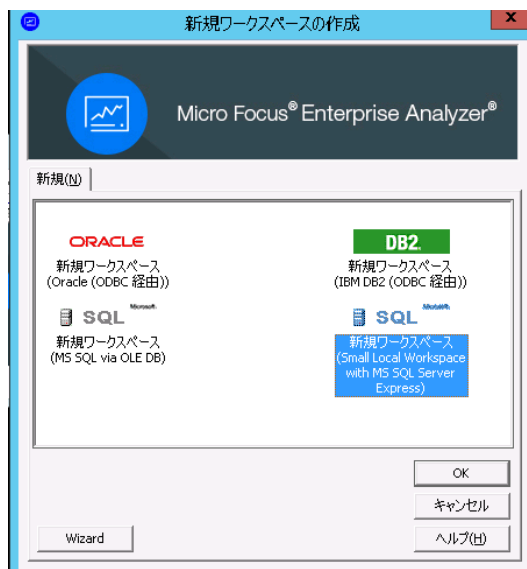 新規ワークスペースの作成
Micro Focus® Enterprise Analyzer®
新規(N)
ORACLE
新規ワークスペース
(Oracle (ODBC 経由))
DB2.
新規ワークスペース
(IBM DB2 (ODBC 経由))
Microsoft
SQL
新規ワークスペース
(MS SQL via OLE DB)
Microsoft
SQL
新規ワークスペース
(Small Local Workspace
with MS SQL Server
Express)
OK
キャンセル
Wizard
ヘルプ(H)